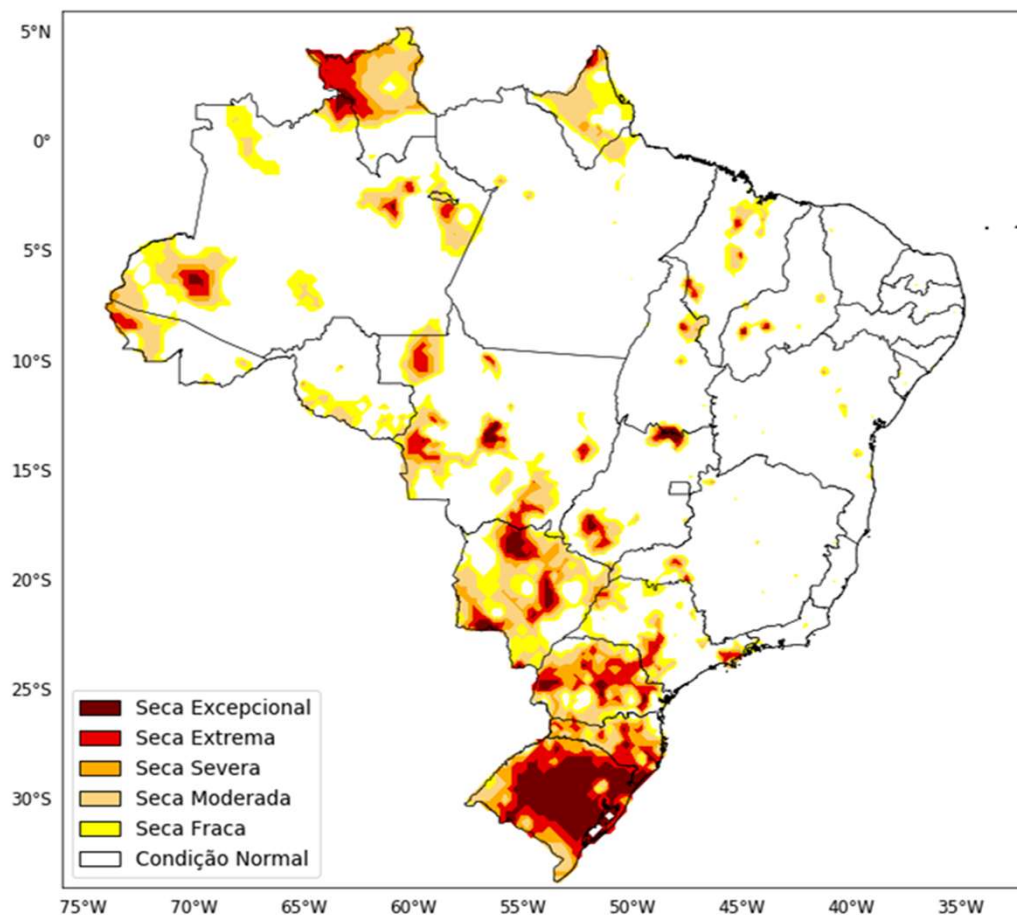 5°N
0°
5°S
10°S
15°S
20°S
25°S
30°S
Seca Excepcional
Seca Extrema
Seca Severa
Seca Moderada
Seca Fraca
Condição Normal
75°W 70°W 65°W 60°W 55°W 50°W 45°W 40°W 35°W